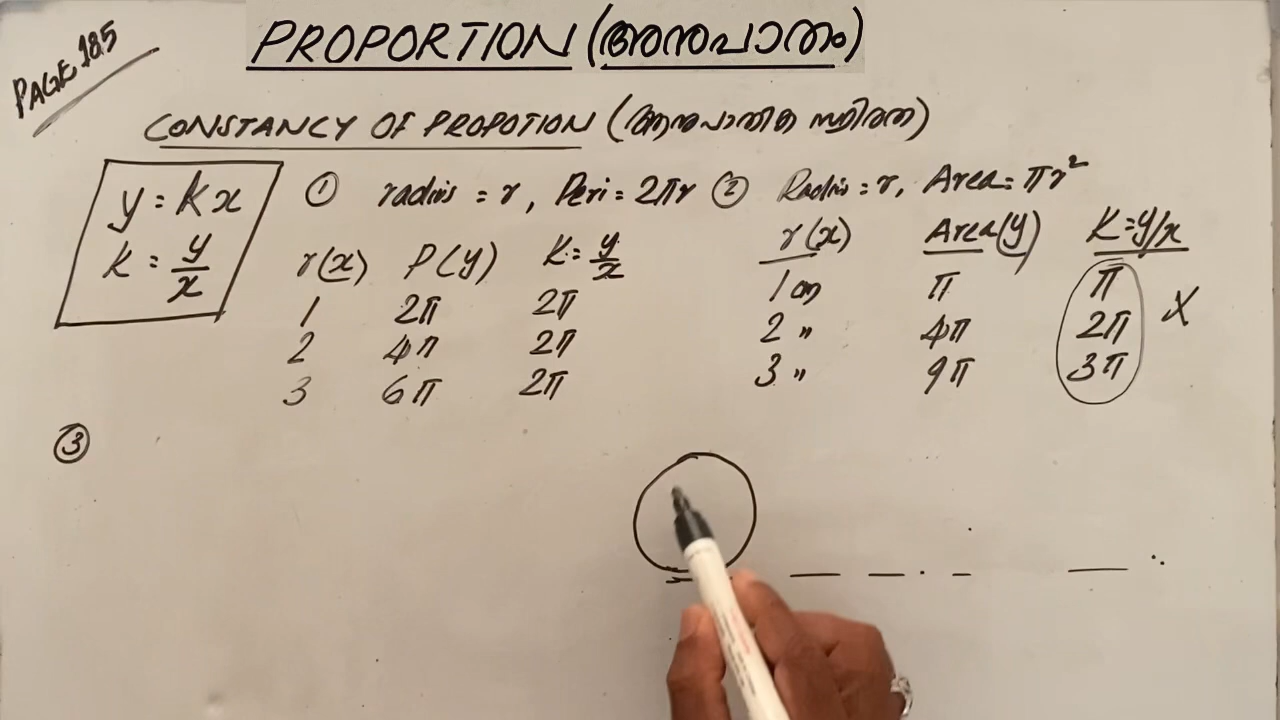 PAGE 185
PROPORTION (അനുപാതം)
CONSTANCY OF PROPOTION (ആനുപാതിക സ്ഥിരത)
y = kx
k = y/x
① radius = r, Peri = 2πr
r(x) P(y) K = y/x
1 2π 2π
2 4π 2π
3 6π 2π
② Radius = r, Area = πr²
r(x) Area(y) K = y/x
1 cm π π
2 " 4π 2π X
3 " 9π 3π
③